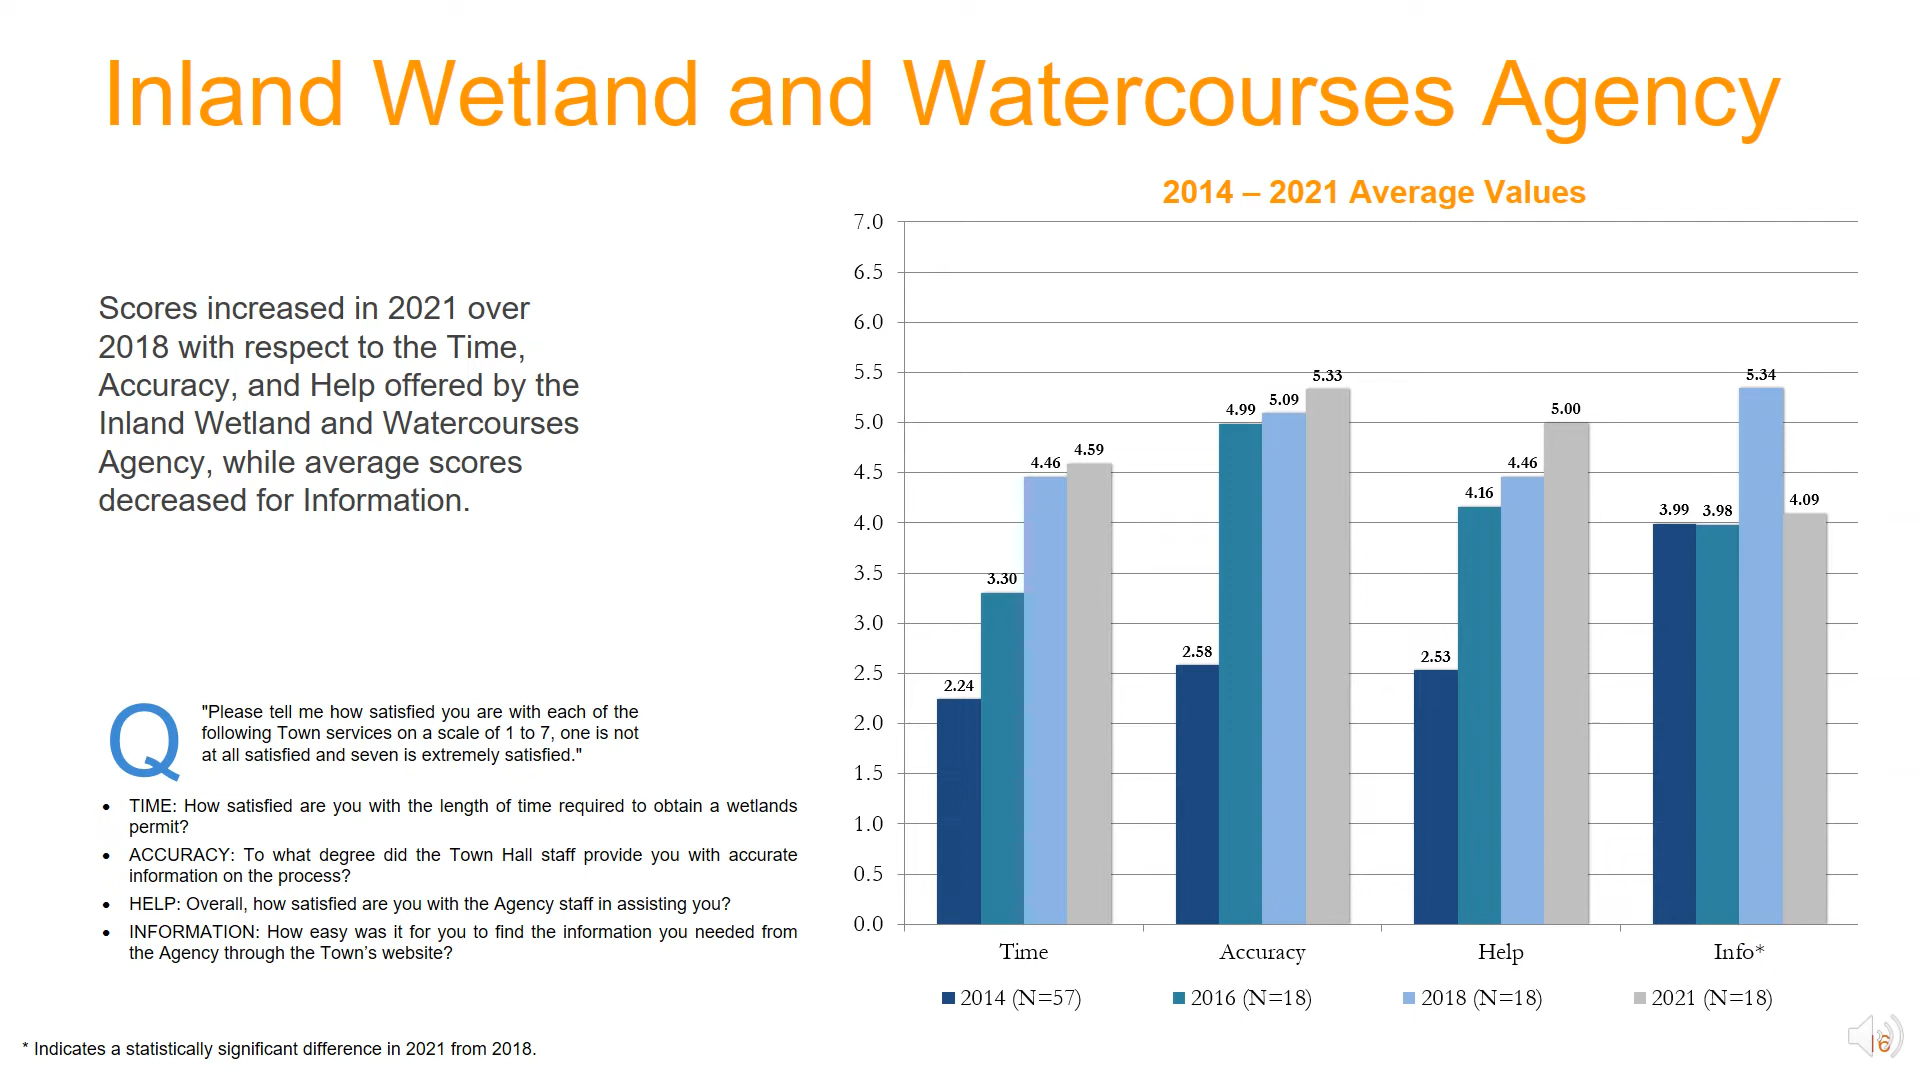 Inland Wetland and Watercourses Agency
Scores increased in 2021 over
2018 with respect to the Time,
Accuracy, and Help offered by the
Inland Wetland and Watercourses
Agency, while average scores
decreased for Information.
Q
"Please tell me how satisfied you are with each of the
following Town services on a scale of 1 to 7, one is not
at all satisfied and seven is extremely satisfied."
• TIME: How satisfied are you with the length of time required to obtain a wetlands
permit?
• ACCURACY: To what degree did the Town Hall staff provide you with accurate
information on the process?
• HELP: Overall, how satisfied are you with the Agency staff in assisting you?
• INFORMATION: How easy was it for you to find the information you needed from
the Agency through the Town’s website?
2014 – 2021 Average Values
7.0
6.5
6.0
5.5
5.0
4.5
4.0
3.5
3.0
2.5
2.0
1.5
1.0
0.5
0.0
2.24
3.30
4.46
4.59
2.58
4.99
5.09
5.33
2.53
4.16
4.46
5.00
3.99
3.98
5.34
4.09
Time Accuracy Help Info*
2014 (N=57) 2016 (N=18) 2018 (N=18) 2021 (N=18)
* Indicates a statistically significant difference in 2021 from 2018.
16